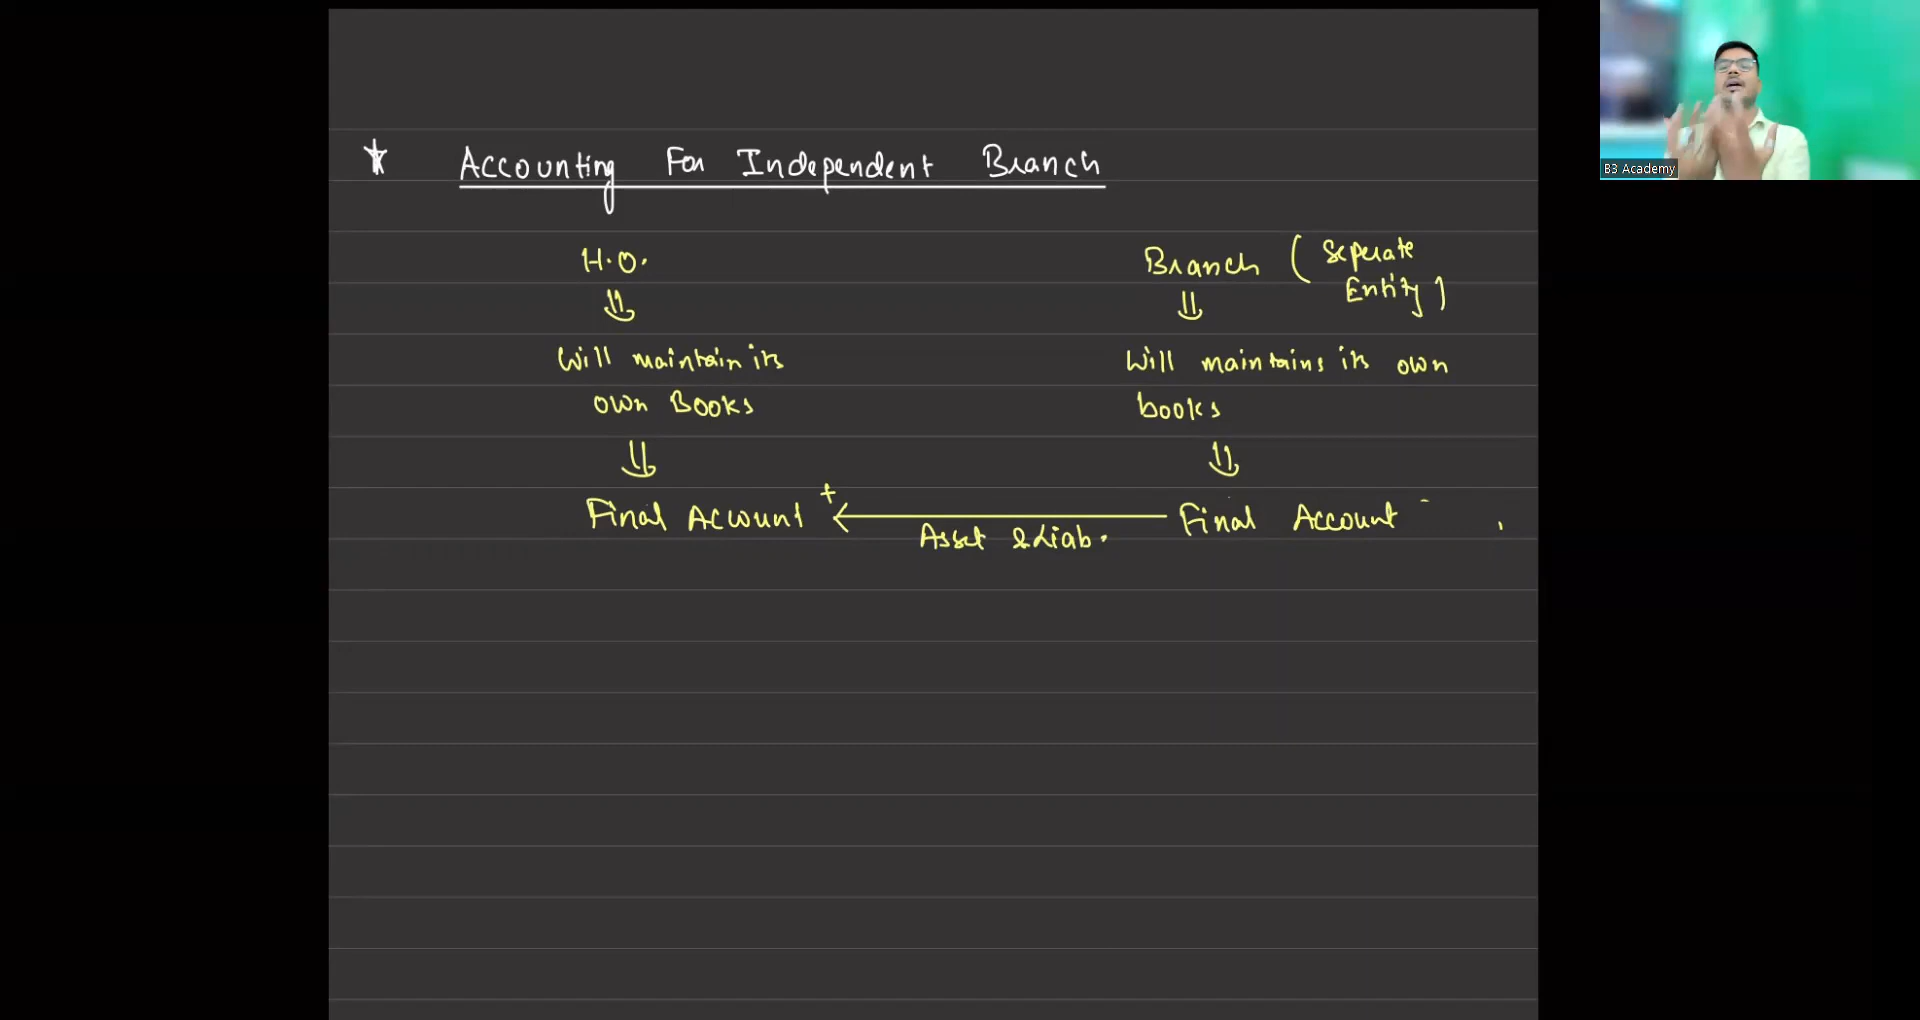 Accounting For Independent Branch
H.O.
Branch (Seperate
Entity)
Will maintain its
own Books
Will maintains its own
books
Final Account +
Asset & Liab.
Final Account
B3 Academy